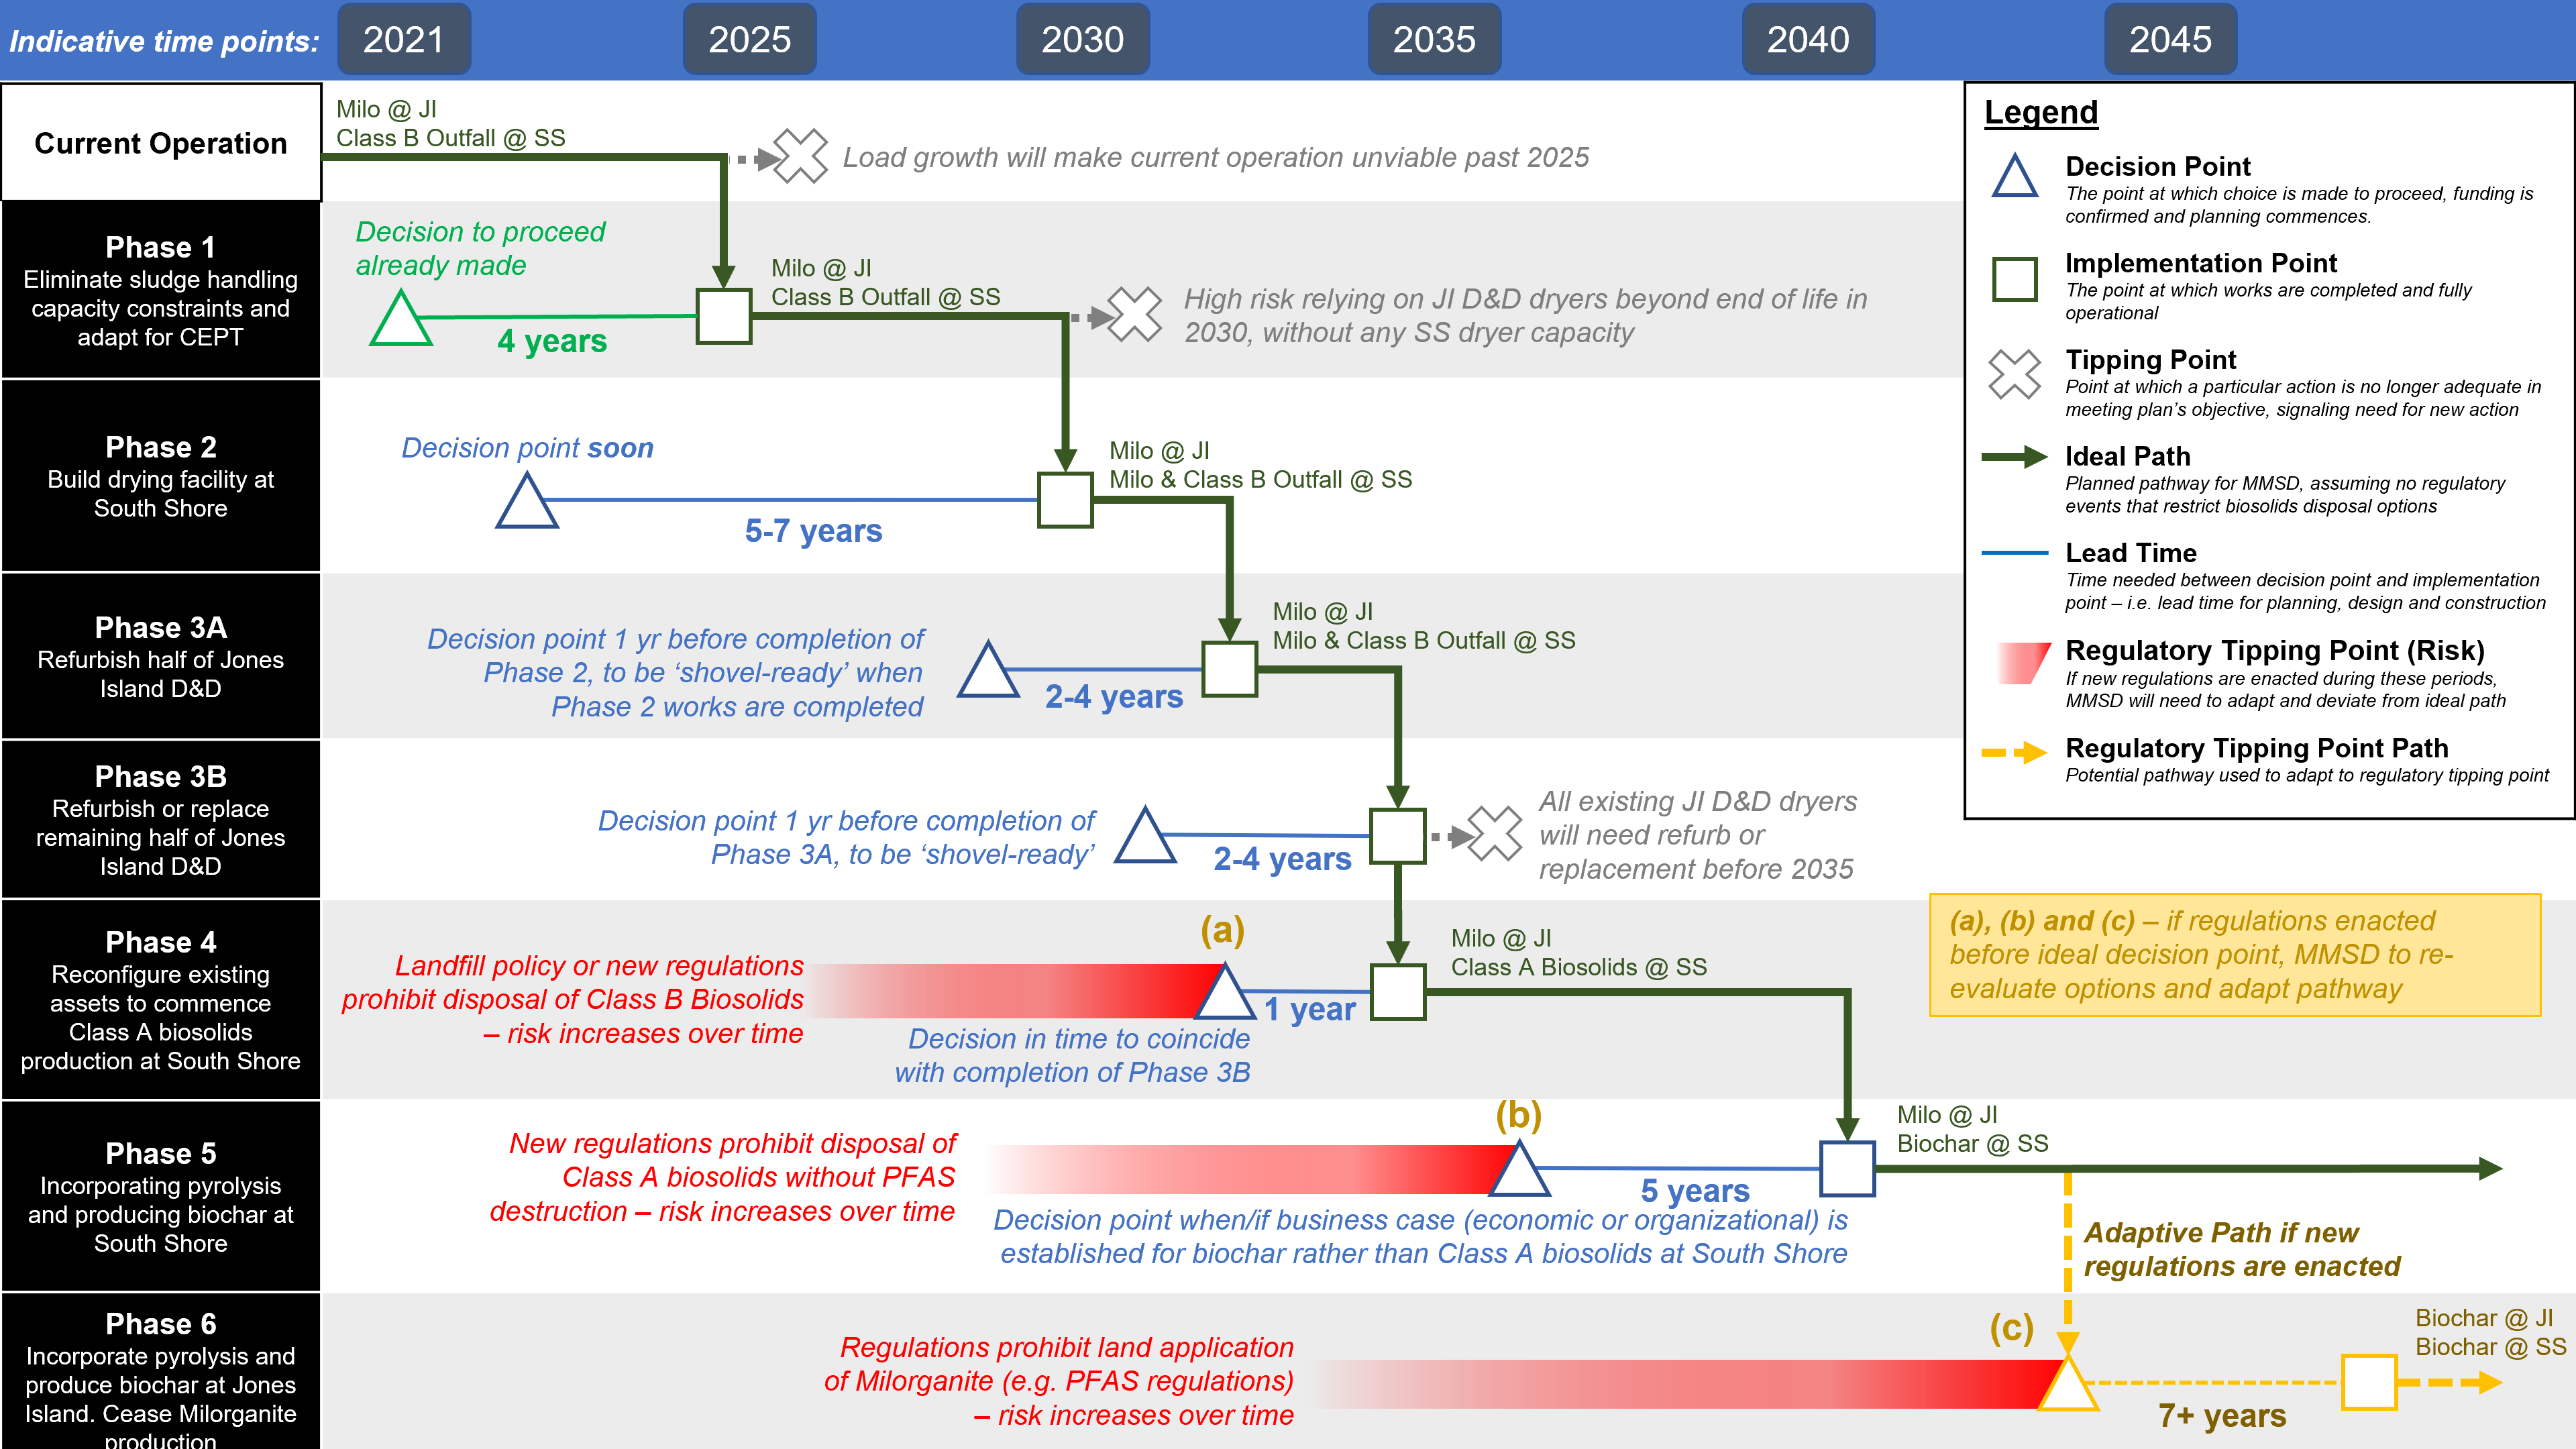 Indicative time points:
2021
2025
2030
2035
2040
2045
Current Operation
Milo @ JI
Class B Outfall @ SS
Load growth will make current operation unviable past 2025
Phase 1
Eliminate sludge handling
capacity constraints and
adapt for CEPT
Decision to proceed
already made
4 years
Milo @ JI
Class B Outfall @ SS
High risk relying on JI D&D dryers beyond end of life in
2030, without any SS dryer capacity
Phase 2
Build drying facility at
South Shore
Decision point soon
5-7 years
Milo @ JI
Milo & Class B Outfall @ SS
Phase 3A
Refurbish half of Jones
Island D&D
Decision point 1 yr before completion of
Phase 2, to be ‘shovel-ready’ when
Phase 2 works are completed
2-4 years
Milo @ JI
Milo & Class B Outfall @ SS
Phase 3B
Refurbish or replace
remaining half of Jones
Island D&D
Decision point 1 yr before completion of
Phase 3A, to be ‘shovel-ready’
2-4 years
All existing JI D&D dryers
will need refurb or
replacement before 2035
Phase 4
Reconfigure existing
assets to commence
Class A biosolids
production at South Shore
Landfill policy or new regulations
prohibit disposal of Class B Biosolids
– risk increases over time
(a)
1 year
Decision in time to coincide
with completion of Phase 3B
Milo @ JI
Class A Biosolids @ SS
(a), (b) and (c) – if regulations enacted
before ideal decision point, MMSD to re-
evaluate options and adapt pathway
Phase 5
Incorporating pyrolysis
and producing biochar at
South Shore
New regulations prohibit disposal of
Class A biosolids without PFAS
destruction – risk increases over time
(b)
5 years
Decision point when/if business case (economic or organizational) is
established for biochar rather than Class A biosolids at South Shore
Milo @ JI
Biochar @ SS
Adaptive Path if new
regulations are enacted
Phase 6
Incorporate pyrolysis and
produce biochar at Jones
Island. Cease Milorganite
production
Regulations prohibit land application
of Milorganite (e.g. PFAS regulations)
– risk increases over time
(c)
7+ years
Biochar @ JI
Biochar @ SS
Legend
Decision Point
The point at which choice is made to proceed, funding is
confirmed and planning commences.
Implementation Point
The point at which works are completed and fully
operational
Tipping Point
Point at which a particular action is no longer adequate in
meeting plan’s objective, signaling need for new action
Ideal Path
Planned pathway for MMSD, assuming no regulatory
events that restrict biosolids disposal options
Lead Time
Time needed between decision point and implementation
point – i.e. lead time for planning, design and construction
Regulatory Tipping Point (Risk)
If new regulations are enacted during these periods,
MMSD will need to adapt and deviate from ideal path
Regulatory Tipping Point Path
Potential pathway used to adapt to regulatory tipping point